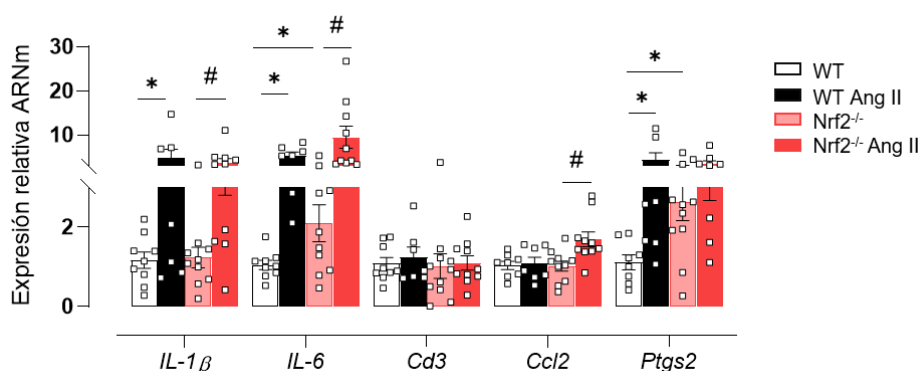 Expresión relativa ARNm
30
20
10
2
0
* # * * # # * *
IL-1β IL-6 Cd3 Ccl2 Ptgs2
WT
WT Ang II
Nrf2⁻/⁻
Nrf2⁻/⁻ Ang II